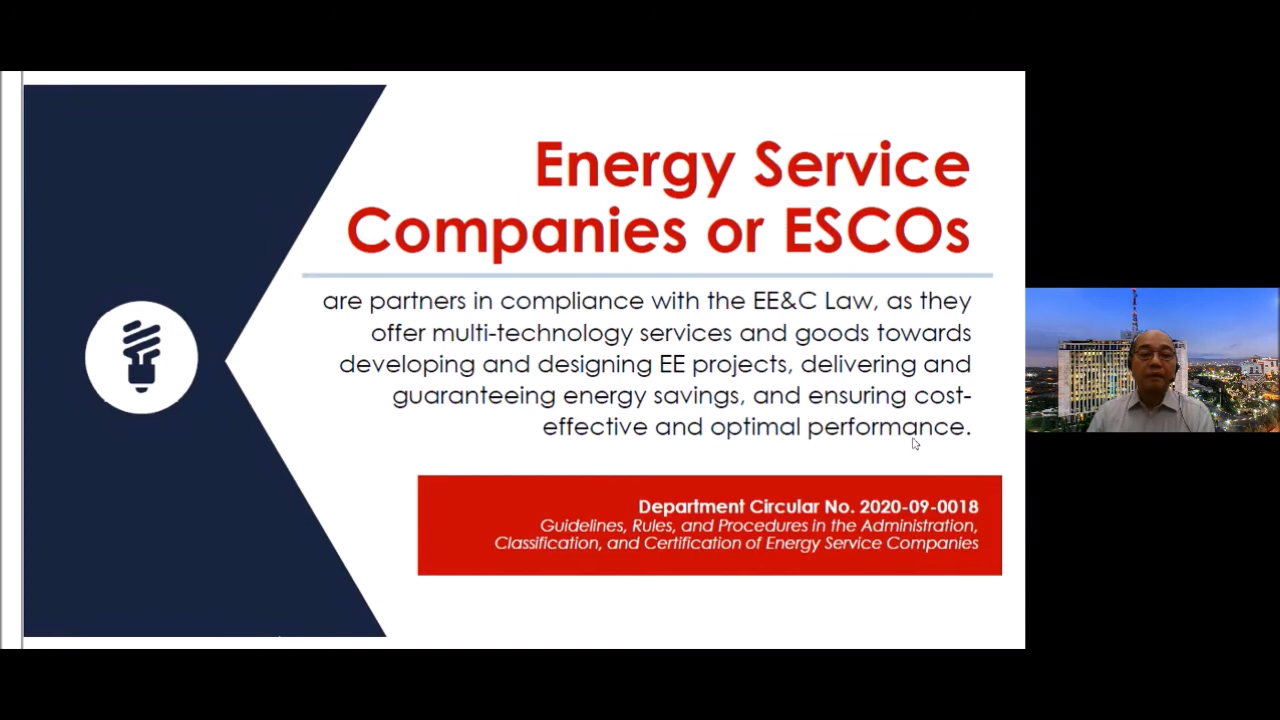 Energy Service
Companies or ESCOs
are partners in compliance with the EE&C Law, as they
offer multi-technology services and goods towards
developing and designing EE projects, delivering and
guaranteeing energy savings, and ensuring cost-
effective and optimal performance.
Department Circular No. 2020-09-0018
Guidelines, Rules, and Procedures in the Administration,
Classification, and Certification of Energy Service Companies